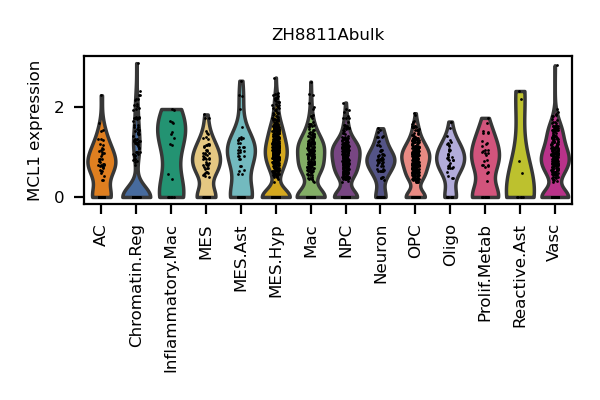 ZH8811Abulk
MCL1 expression
2
0
AC
Chromatin.Reg
Inflammatory.Mac
MES
MES.Ast
MES.Hyp
Mac
NPC
Neuron
OPC
Oligo
Prolif.Metab
Reactive.Ast
Vasc